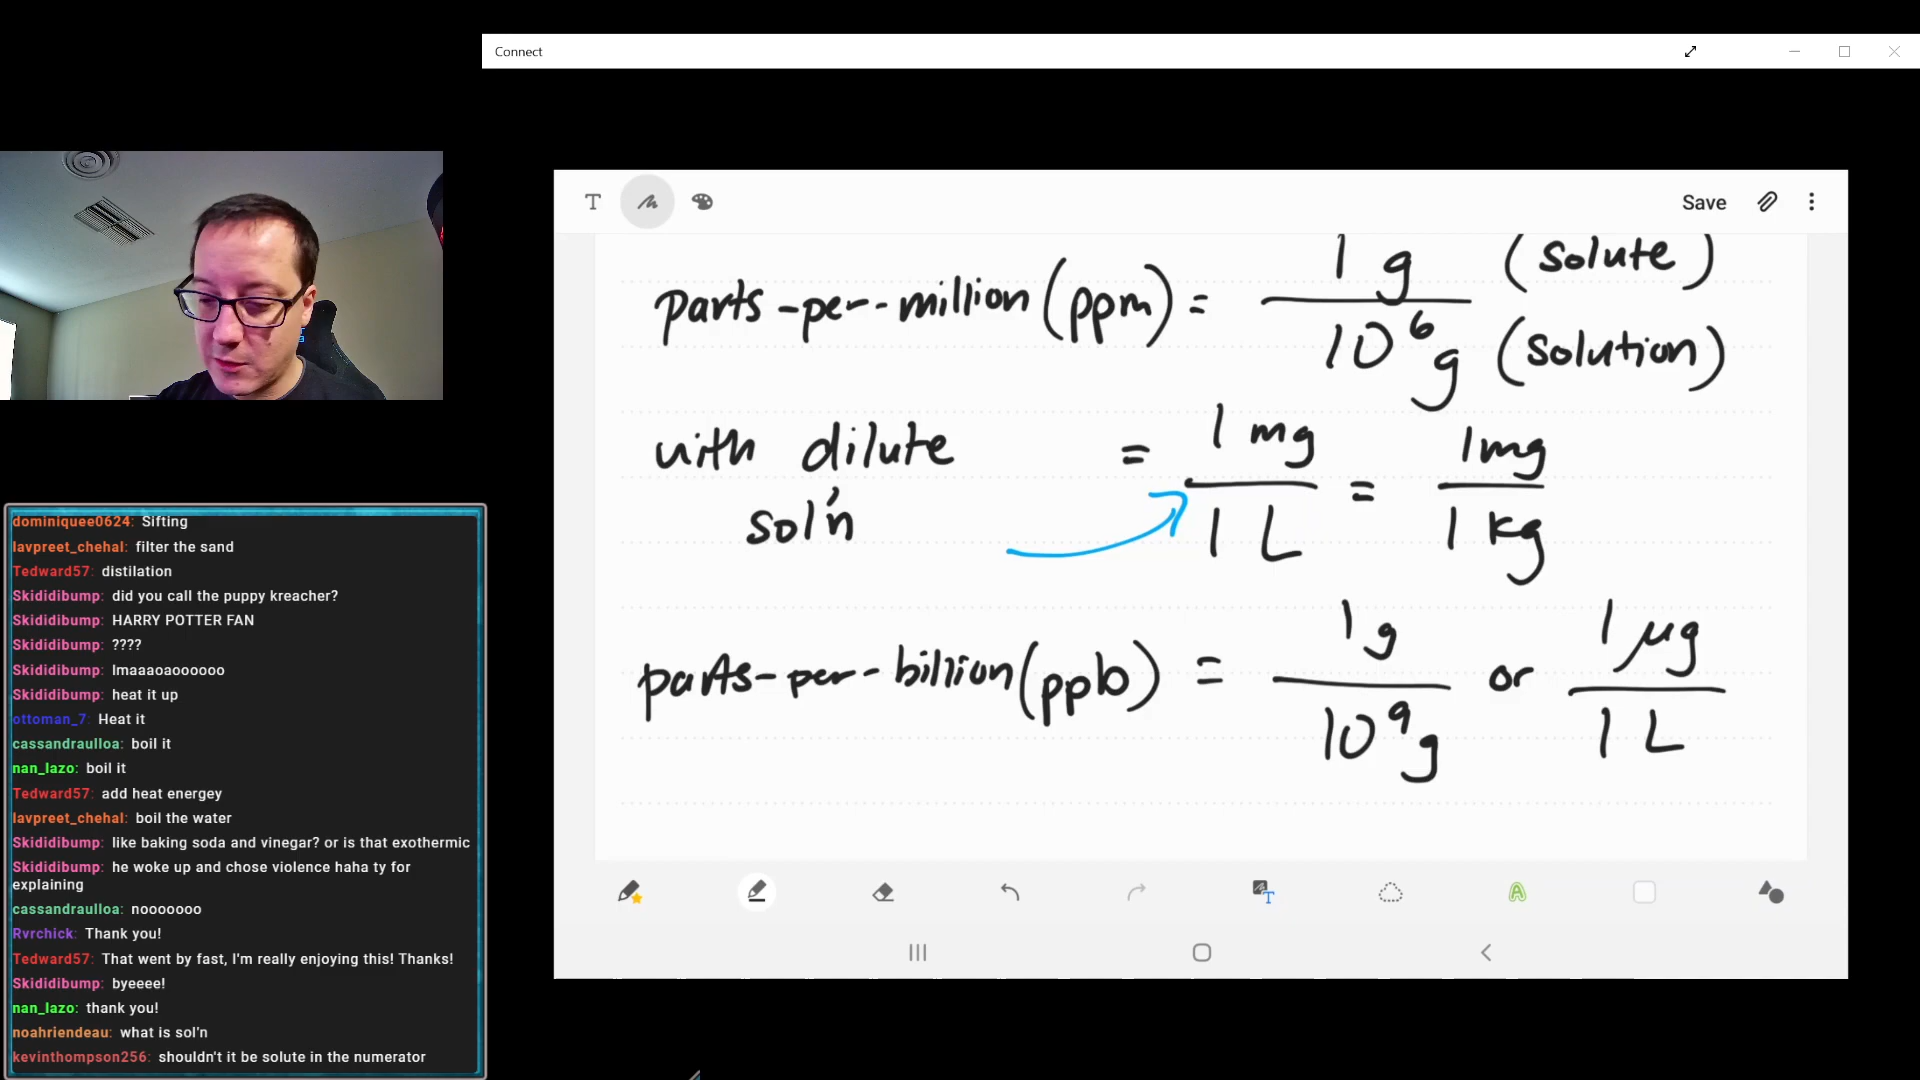 Connect
T
Save
parts-per-million (ppm) = 1 g (solute)
10⁶ g (solution)
with dilute = 1 mg = 1mg
sol'n 1 L 1 kg
parts-per-billion (ppb) = 1 g or 1 µg
10⁹ g 1 L
T
A
dominiquee0624: Sifting
lavpreet_chehal: filter the sand
Tedward57: distilation
Skididibump: did you call the puppy kreacher?
Skididibump: HARRY POTTER FAN
Skididibump: ????
Skididibump: lmaaaoaoooooo
Skididibump: heat it up
ottoman_7: Heat it
cassandraulloa: boil it
nan_lazo: boil it
Tedward57: add heat energey
lavpreet_chehal: boil the water
Skididibump: like baking soda and vinegar? or is that exothermic
Skididibump: he woke up and chose violence haha ty for
explaining
cassandraulloa: nooooooo
Rvrchick: Thank you!
Tedward57: That went by fast, I'm really enjoying this! Thanks!
Skididibump: byeeee!
nan_lazo: thank you!
noahriendeau: what is sol'n
kevinthompson256: shouldn't it be solute in the numerator